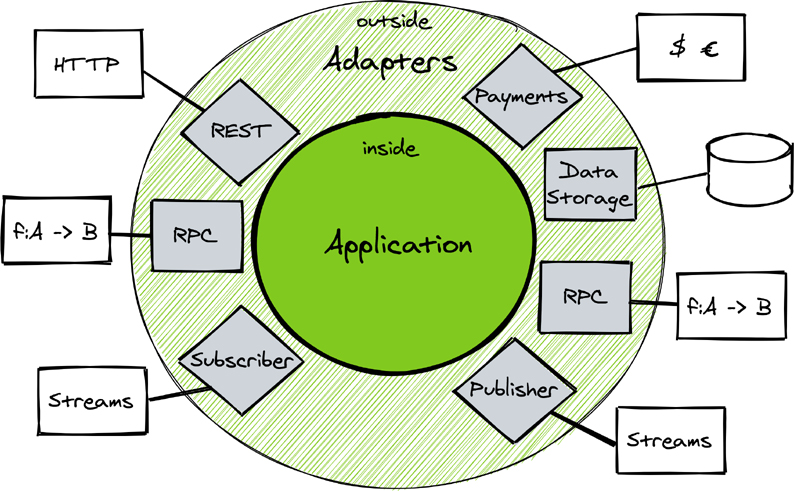 outside
Adapters
$ €
HTTP
Payments
REST
inside
Data
Storage
f:A -> B
RPC
Application
RPC
f:A -> B
Subscriber
Publisher
Streams
Streams